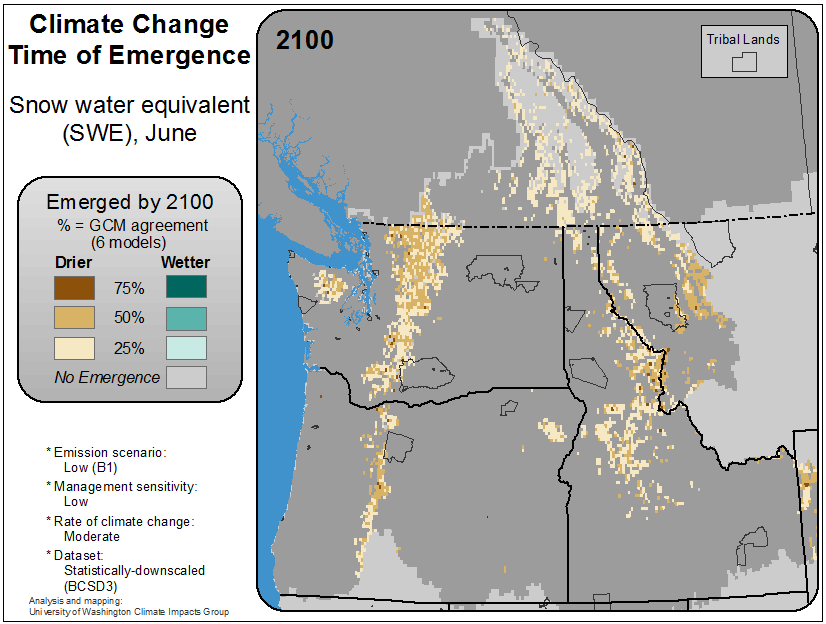 Climate Change
Time of Emergence
Snow water equivalent
(SWE), June
Emerged by 2100
% = GCM agreement
(6 models)
Drier Wetter
75%
50%
25%
No Emergence
* Emission scenario:
Low (B1)
* Management sensitivity:
Low
* Rate of climate change:
Moderate
* Dataset:
Statistically-downscaled
(BCSD3)
Analysis and mapping:
University of Washington Climate Impacts Group
2100
Tribal Lands